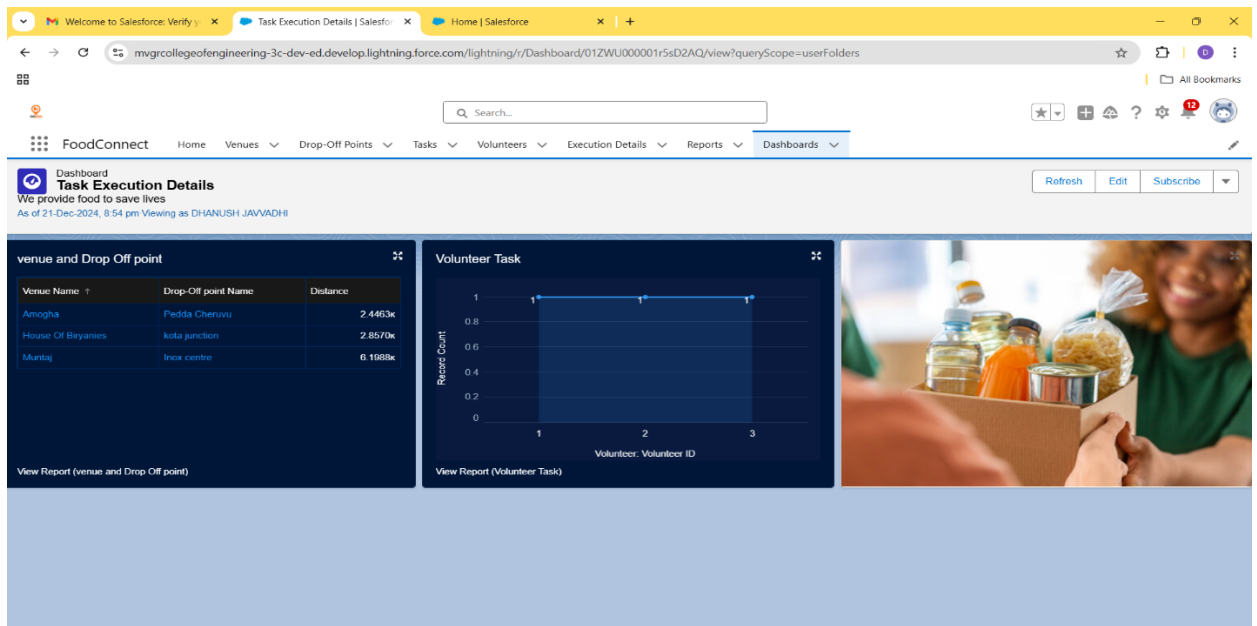 Welcome to Salesforce: Verify y
Task Execution Details | Salesfor
Home | Salesforce
mvgrcollegeofengineering-3c-dev-ed.develop.lightning.force.com/lightning/r/Dashboard/01ZWU000001r5sD2AQ/view?queryScope=userFolders
D
All Bookmarks
Search...
12
FoodConnect Home Venues Drop-Off Points Tasks Volunteers Execution Details Reports Dashboards
Dashboard
Task Execution Details
We provide food to save lives
As of 21-Dec-2024, 8:54 pm·Viewing as DHANUSH JAVVADHI
Refresh Edit Subscribe
venue and Drop Off point
Venue Name ↑ Drop-Off point Name Distance
Amogha Pedda Cheruvu 2.4463K
House Of Biryanies kota junction 2.8570K
Muntaj Inox centre 6.1988K
View Report (venue and Drop Off point)
Volunteer Task
Record Count
1
0.8
0.6
0.4
0.2
0
1 1 1
1 2 3
Volunteer: Volunteer ID
View Report (Volunteer Task)